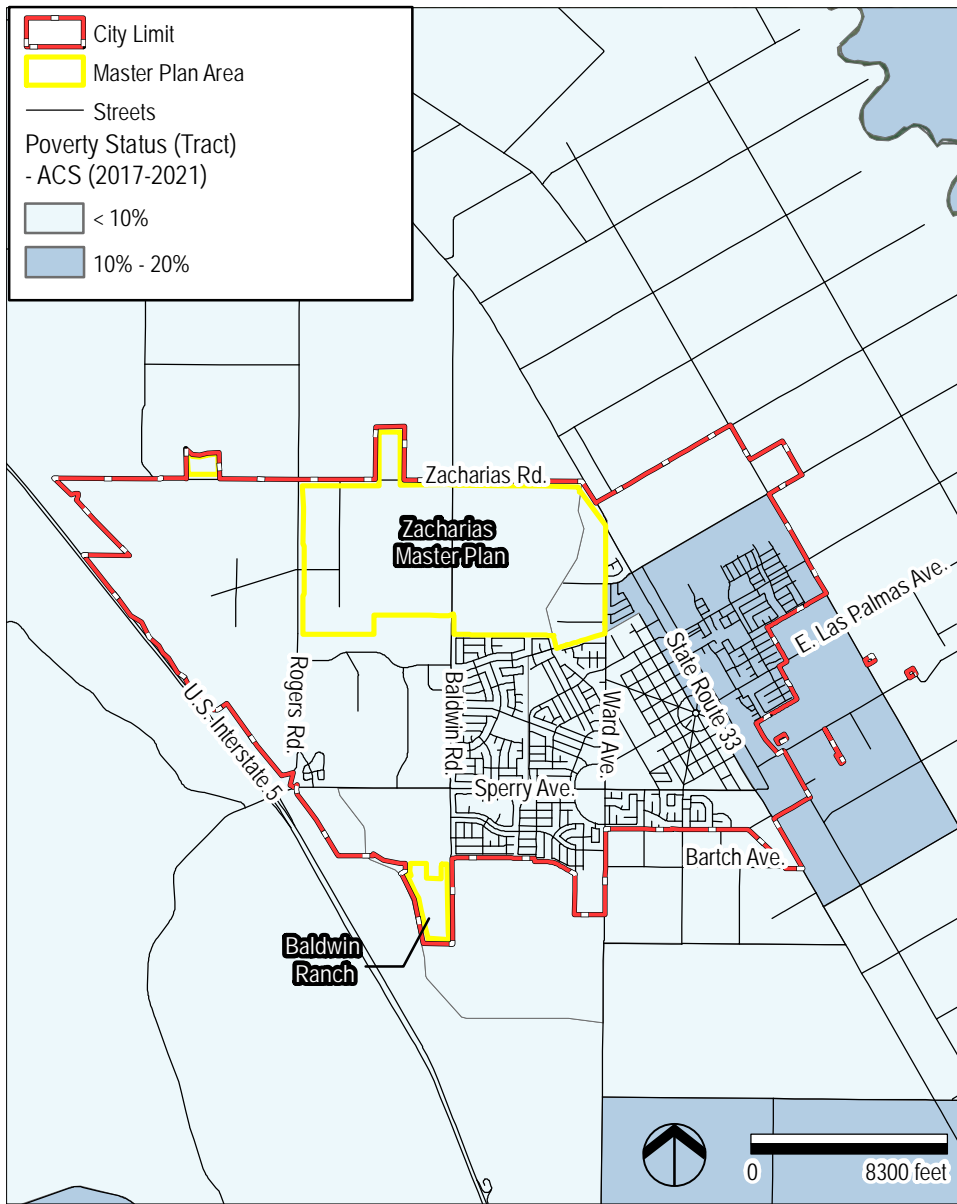 City Limit
Master Plan Area
Streets
Poverty Status (Tract)
- ACS (2017-2021)
< 10%
10% - 20%
Zacharias Rd.
Zacharias
Master Plan
E. Las Palmas Ave.
State Route 33
Rogers Rd.
Baldwin Rd.
Ward Ave.
U.S. Interstate 5
Sperry Ave.
Bartch Ave.
Baldwin
Ranch
0
8300 feet